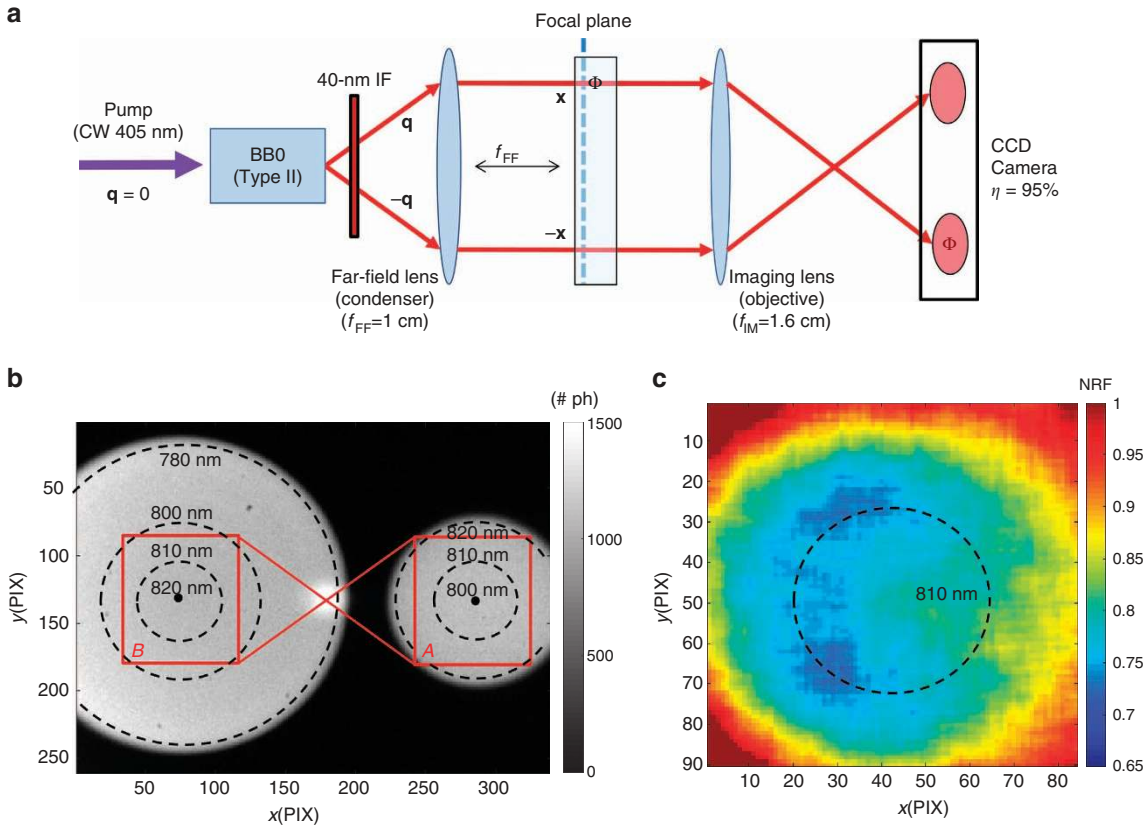 a
Focal plane
40-nm IF
Pump
(CW 405 nm)
q = 0
BB0
(Type II)
q
–q
f FF
x
Φ
–x
Far-field lens
(condenser)
(f FF=1 cm)
Imaging lens
(objective)
(f IM=1.6 cm)
Φ
CCD
Camera
η = 95%
b
(# ph)
1500
1000
500
0
780 nm
800 nm
810 nm
820 nm
B
820 nm
810 nm
800 nm
A
50
100
150
200
250
y(PIX)
50
100
150
200
250
300
x(PIX)
c
NRF
1
0.95
0.9
0.85
0.8
0.75
0.7
0.65
810 nm
10
20
30
40
50
60
70
80
90
y(PIX)
10
20
30
40
50
60
70
80
x(PIX)